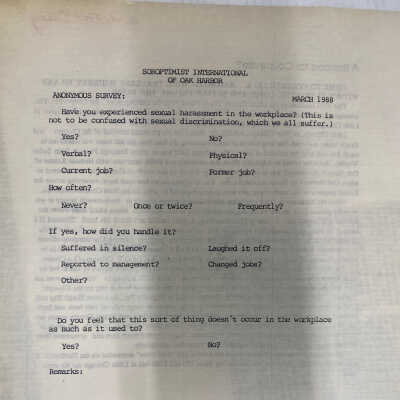 SOROPTIMIST INTERNATIONAL
OF OAK HARBOR
ANONYMOUS SURVEY: MARCH 1988
Have you experienced sexual harassment in the workplace? (This is
not to be confused with sexual discrimination, which we all suffer.)
Yes? No?
Verbal? Physical?
Current job? Former job?
How often?
Never? Once or twice? Frequently?
If yes, how did you handle it?
Suffered in silence? Laughed it off?
Reported to management? Changed jobs?
Other?
Do you feel that this sort of thing doesn't occur in the workplace
as much as it used to?
Yes? No?
Remarks: